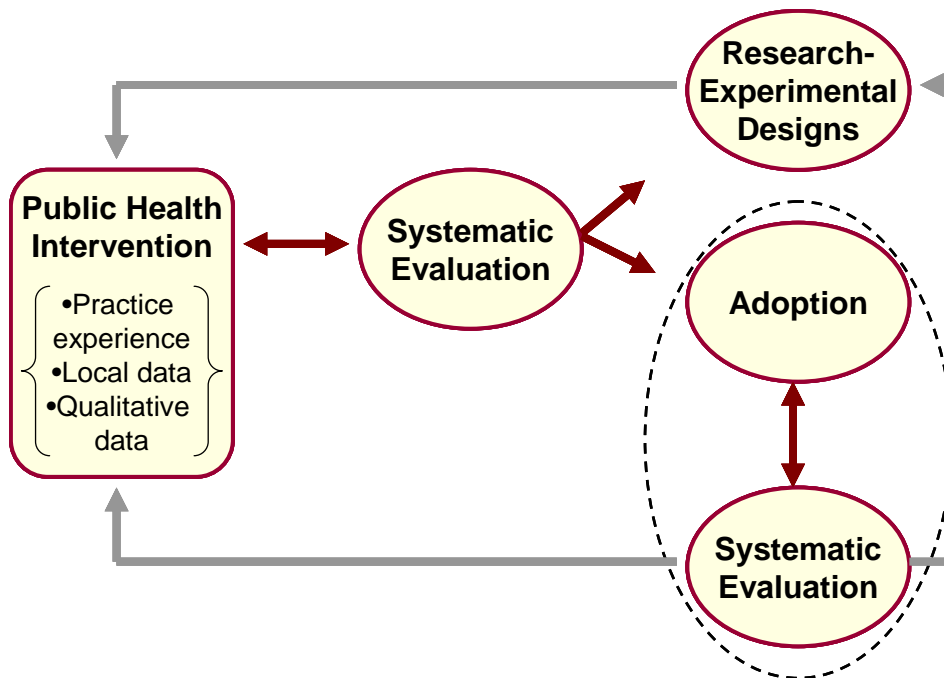 Public Health
Intervention
•Practice
experience
•Local data
•Qualitative
data
Systematic
Evaluation
Research-
Experimental
Designs
Adoption
Systematic
Evaluation